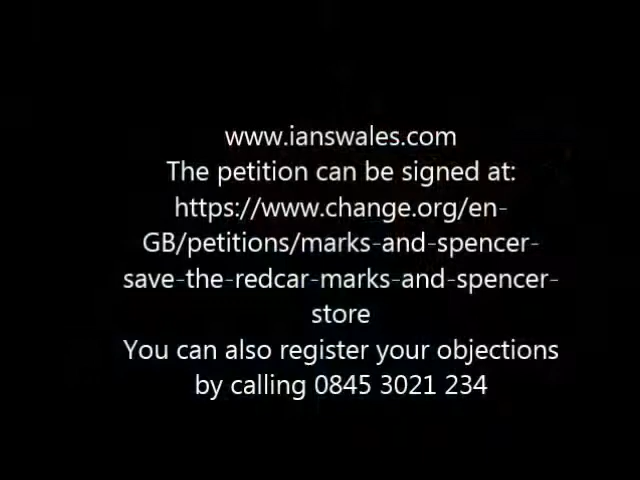 www.ianswales.com
The petition can be signed at:
https://www.change.org/en-
GB/petitions/marks-and-spencer-
save-the-redcar-marks-and-spencer-
store
You can also register your objections
by calling 0845 3021 234